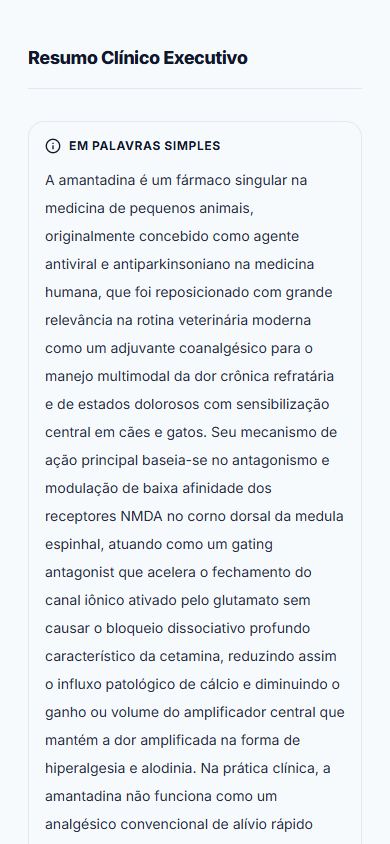 Resumo Clínico Executivo
EM PALAVRAS SIMPLES
A amantadina é um fármaco singular na
medicina de pequenos animais,
originalmente concebido como agente
antiviral e antiparkinsoniano na medicina
humana, que foi reposicionado com grande
relevância na rotina veterinária moderna
como um adjuvante coanalgésico para o
manejo multimodal da dor crônica refratária
e de estados dolorosos com sensibilização
central em cães e gatos. Seu mecanismo de
ação principal baseia-se no antagonismo e
modulação de baixa afinidade dos
receptores NMDA no corno dorsal da medula
espinhal, atuando como um gating
antagonist que acelera o fechamento do
canal iônico ativado pelo glutamato sem
causar o bloqueio dissociativo profundo
característico da cetamina, reduzindo assim
o influxo patológico de cálcio e diminuindo o
ganho ou volume do amplificador central que
mantém a dor amplificada na forma de
hiperalgesia e alodinia. Na prática clínica, a
amantadina não funciona como um
analgésico convencional de alívio rápido